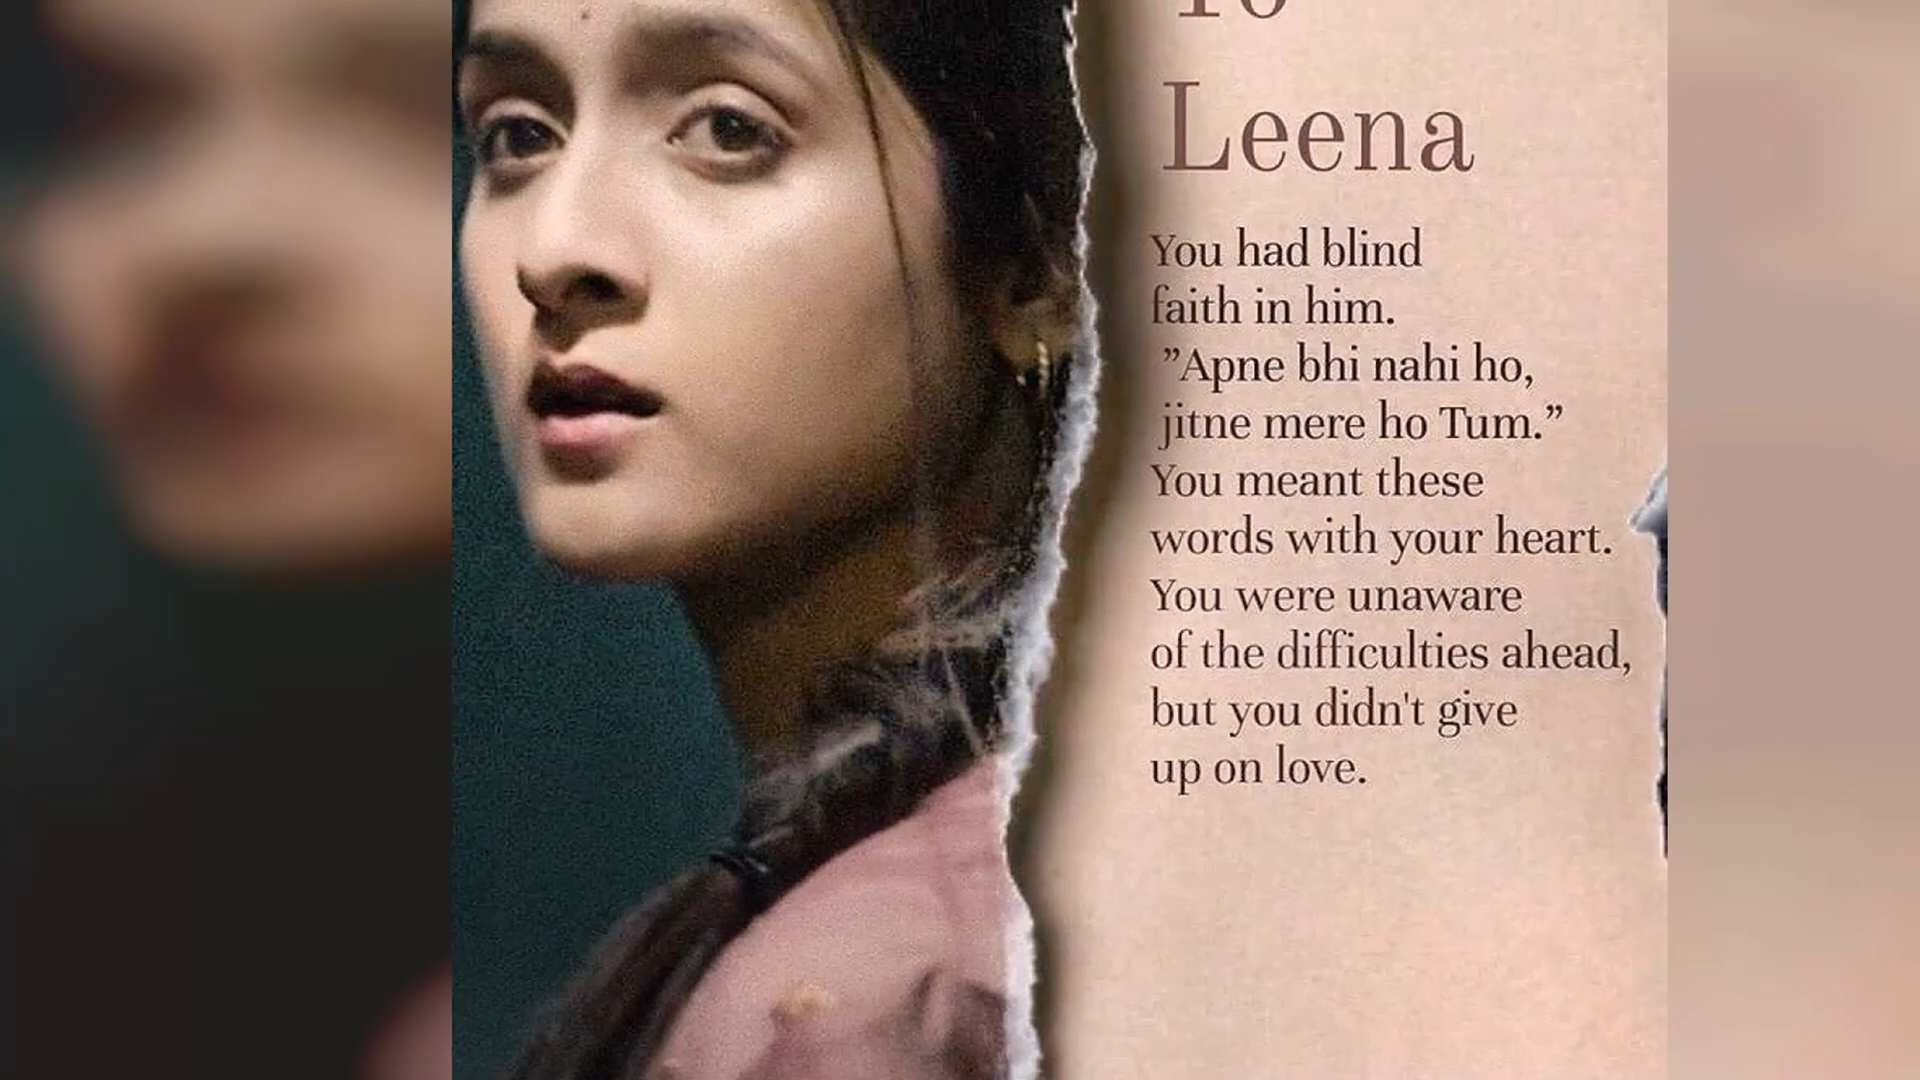 To
Leena
You had blind
faith in him.
”Apne bhi nahi ho,
jitne mere ho Tum.”
You meant these
words with your heart.
You were unaware
of the difficulties ahead,
but you didn't give
up on love.